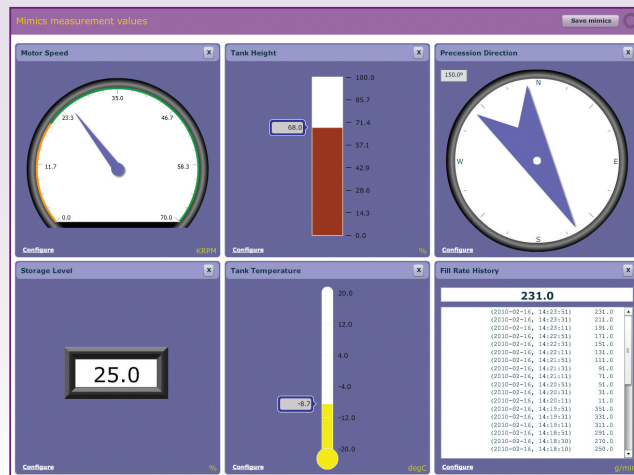 Mimics measurement values
Save mimics
Motor Speed X
35.0
23.3 46.7
11.7 58.3
0.0 70.0
Configure KRPM
Tank Height X
100.0
85.7
71.4
68.0
57.1
42.9
28.6
14.3
0.0
Configure %
Precession Direction X
150.0º
N
W E
S
Configure
Storage Level X
25.0
Configure %
Tank Temperature X
20.0
12.0
4.0
-4.0
-8.7
-12.0
-20.0
Configure degC
Fill Rate History X
231.0
(2010-02-16, 14:23:51) 231.0
(2010-02-16, 14:23:31) 211.0
(2010-02-16, 14:23:11) 191.0
(2010-02-16, 14:22:51) 171.0
(2010-02-16, 14:22:31) 151.0
(2010-02-16, 14:22:11) 131.0
(2010-02-16, 14:21:51) 111.0
(2010-02-16, 14:21:31) 91.0
(2010-02-16, 14:21:11) 71.0
(2010-02-16, 14:20:51) 51.0
(2010-02-16, 14:20:31) 31.0
(2010-02-16, 14:20:11) 11.0
(2010-02-16, 14:19:51) 351.0
(2010-02-16, 14:19:31) 331.0
(2010-02-16, 14:19:11) 311.0
(2010-02-16, 14:18:51) 291.0
(2010-02-16, 14:18:30) 270.0
(2010-02-16, 14:18:10) 250.0
Configure